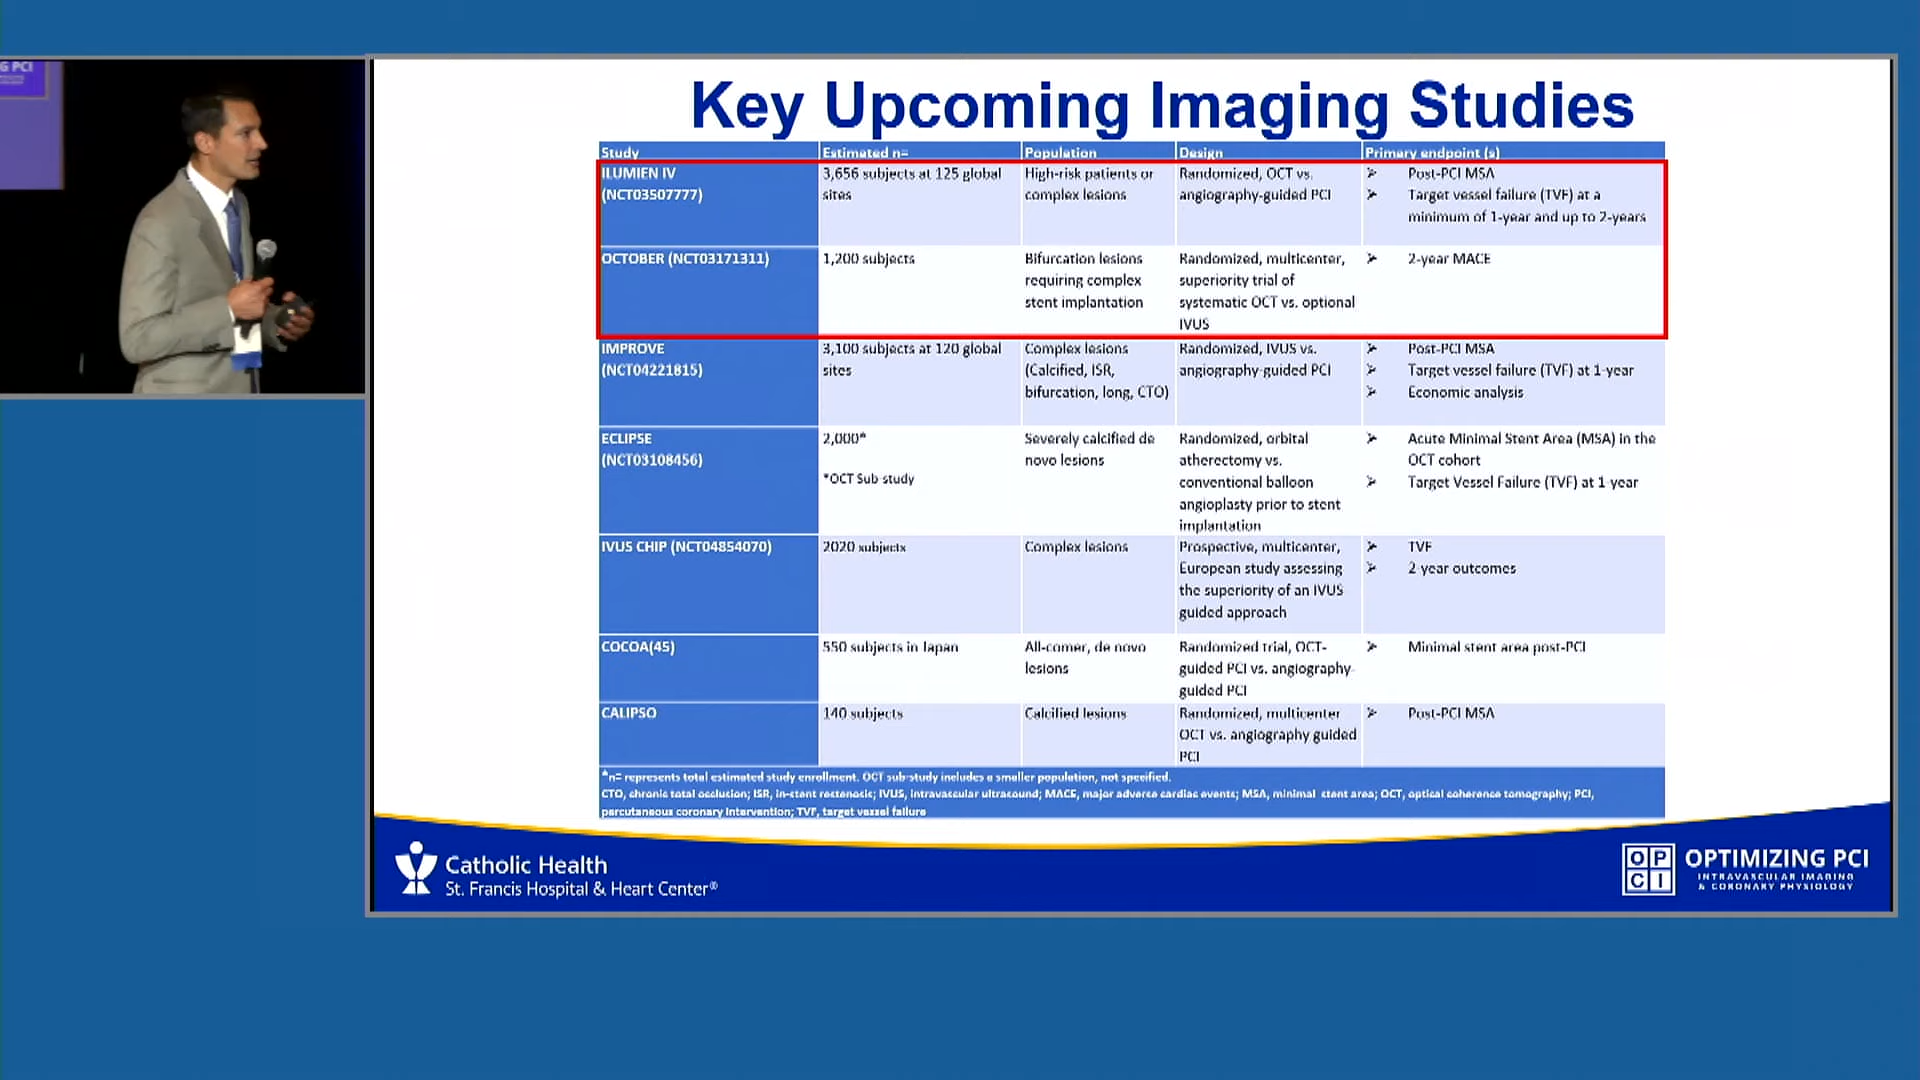 G PCI
Key Upcoming Imaging Studies
Study Estimated n= Population Design Primary endpoint (s)
ILUMIEN IV
(NCT03507777)
3,656 subjects at 125 global
sites
High-risk patients or
complex lesions
Randomized, OCT vs.
angiography-guided PCI
➢ Post-PCI MSA
➢ Target vessel failure (TVF) at a
minimum of 1-year and up to 2-years
OCTOBER (NCT03171311)
1,200 subjects
Bifurcation lesions
requiring complex
stent implantation
Randomized, multicenter,
superiority trial of
systematic OCT vs. optional
IVUS
➢ 2-year MACE
IMPROVE
(NCT04221815)
3,100 subjects at 120 global
sites
Complex lesions
(Calcified, ISR,
bifurcation, long, CTO)
Randomized, IVUS vs.
angiography-guided PCI
➢ Post-PCI MSA
➢ Target vessel failure (TVF) at 1-year
➢ Economic analysis
ECLIPSE
(NCT03108456)
2,000*
*OCT Sub-study
Severely calcified de
novo lesions
Randomized, orbital
atherectomy vs.
conventional balloon
angioplasty prior to stent
implantation
➢ Acute Minimal Stent Area (MSA) in the
OCT cohort
➢ Target Vessel Failure (TVF) at 1-year
IVUS CHIP (NCT04854070)
2020 subjects
Complex lesions
Prospective, multicenter,
European study assessing
the superiority of an IVUS
guided approach
➢ TVF
➢ 2 year outcomes
COCOA(45)
550 subjects in Japan
All-comer, de novo
lesions
Randomized trial, OCT-
guided PCI vs. angiography-
guided PCI
➢ Minimal stent area post-PCI
CALIPSO
140 subjects
Calcified lesions
Randomized, multicenter
OCT vs. angiography guided
PCI
➢ Post-PCI MSA
*n= represents total estimated study enrollment. OCT sub-study includes a smaller population, not specified.
CTO, chronic total occlusion; ISR, in-stent restenosis; IVUS, intravascular ultrasound; MACE, major adverse cardiac events; MSA, minimal stent area; OCT, optical coherence tomography; PCI,
percutaneous coronary intervention; TVF, target vessel failure
Catholic Health
St. Francis Hospital & Heart Center®
OPCI
OPTIMIZING PCI
INTRAVASCULAR IMAGING
& CORONARY PHYSIOLOGY